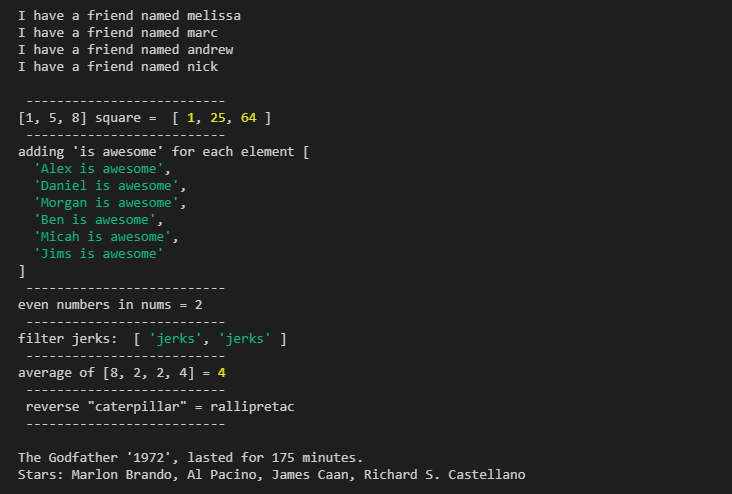 I have a friend named melissa
I have a friend named marc
I have a friend named andrew
I have a friend named nick
--------------------------
[1, 5, 8] square =  [ 1, 25, 64 ]
--------------------------
adding 'is awesome' for each element [
'Alex is awesome',
'Daniel is awesome',
'Morgan is awesome',
'Ben is awesome',
'Micah is awesome',
'Jims is awesome'
]
--------------------------
even numbers in nums = 2
--------------------------
filter jerks:  [ 'jerks', 'jerks' ]
--------------------------
average of [8, 2, 2, 4] = 4
--------------------------
reverse "caterpillar" = rallipretac
--------------------------
The Godfather '1972', lasted for 175 minutes.
Stars: Marlon Brando, Al Pacino, James Caan, Richard S. Castellano